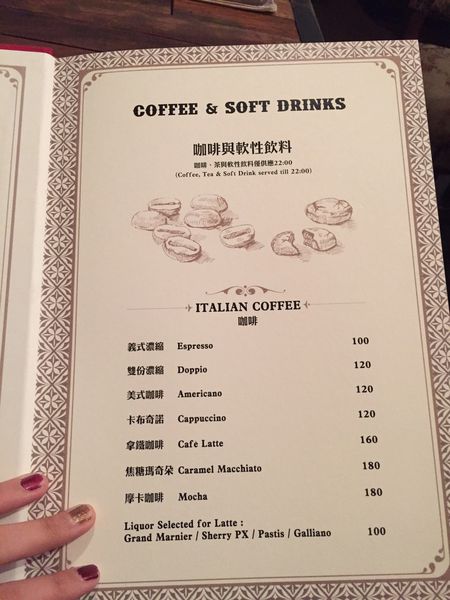 COFFEE & SOFT DRINKS
咖啡與軟性飲料
咖啡、茶與軟性飲料僅供應22:00
(Coffee, Tea & Soft Drink served till 22:00)
ITALIAN COFFEE
咖啡
義式濃縮 Espresso 100
雙份濃縮 Doppio 120
美式咖啡 Americano 120
卡布奇諾 Cappuccino 120
拿鐵咖啡 Cafè Latte 160
焦糖瑪奇朵 Caramel Macchiato 180
摩卡咖啡 Mocha 180
Liquor Selected for Latte :
Grand Marnier / Sherry PX / Pastis / Galliano 100